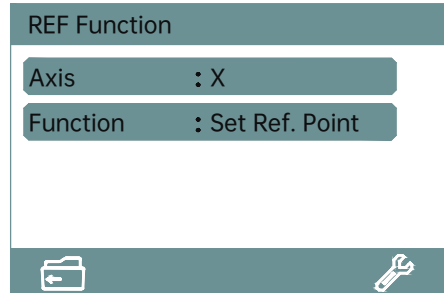 REF Function
Axis : X
Function : Set Ref. Point